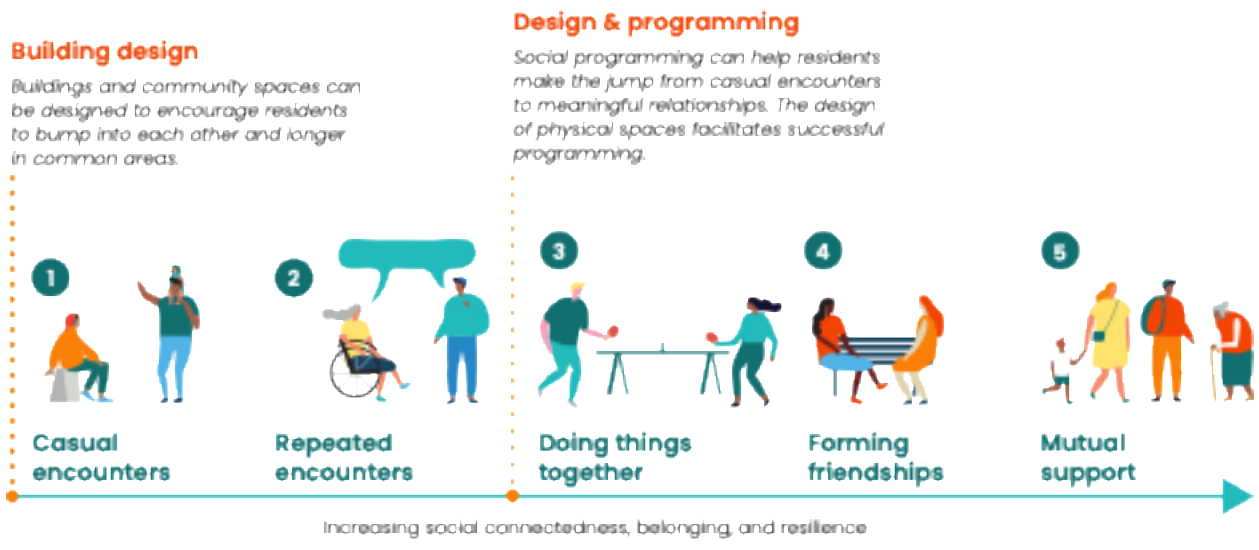 Building design
Buildings and community spaces can
be designed to encourage residents
to bump into each other and longer
in common areas.
Design & programming
Social programming can help residents
make the jump from casual encounters
to meaningful relationships. The design
of physical spaces facilitates successful
programming.
1
Casual
encounters
2
Repeated
encounters
3
Doing things
together
4
Forming
friendships
5
Mutual
support
Increasing social connectedness, belonging, and resilience